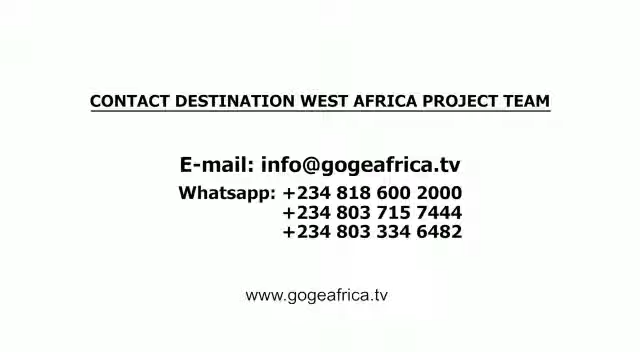 CONTACT DESTINATION WEST AFRICA PROJECT TEAM
E-mail: info@gogeafrica.tv
Whatsapp: +234 818 600 2000
+234 803 715 7444
+234 803 334 6482
www.gogeafrica.tv